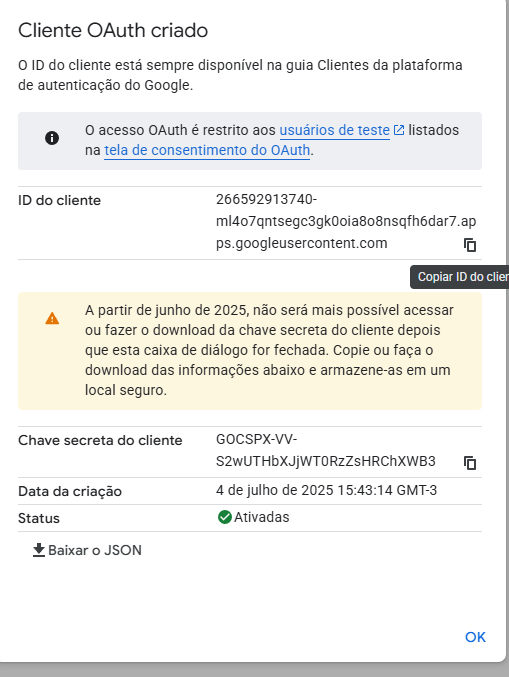 Cliente OAuth criado
O ID do cliente está sempre disponível na guia Clientes da plataforma
de autenticação do Google.
O acesso OAuth é restrito aos usuários de teste listados
na tela de consentimento do OAuth.
ID do cliente
266592913740-
ml4o7qntsegc3gk0oia8o8nsqfh6dar7.ap
ps.googleusercontent.com
Copiar ID do clien
A partir de junho de 2025, não será mais possível acessar
ou fazer o download da chave secreta do cliente depois
que esta caixa de diálogo for fechada. Copie ou faça o
download das informações abaixo e armazene-as em um
local seguro.
Chave secreta do cliente
GOCSPX-VV-
S2wUTHbXJjWT0RzZsHRChXWB3
Data da criação
4 de julho de 2025 15:43:14 GMT-3
Status
Ativadas
Baixar o JSON
OK